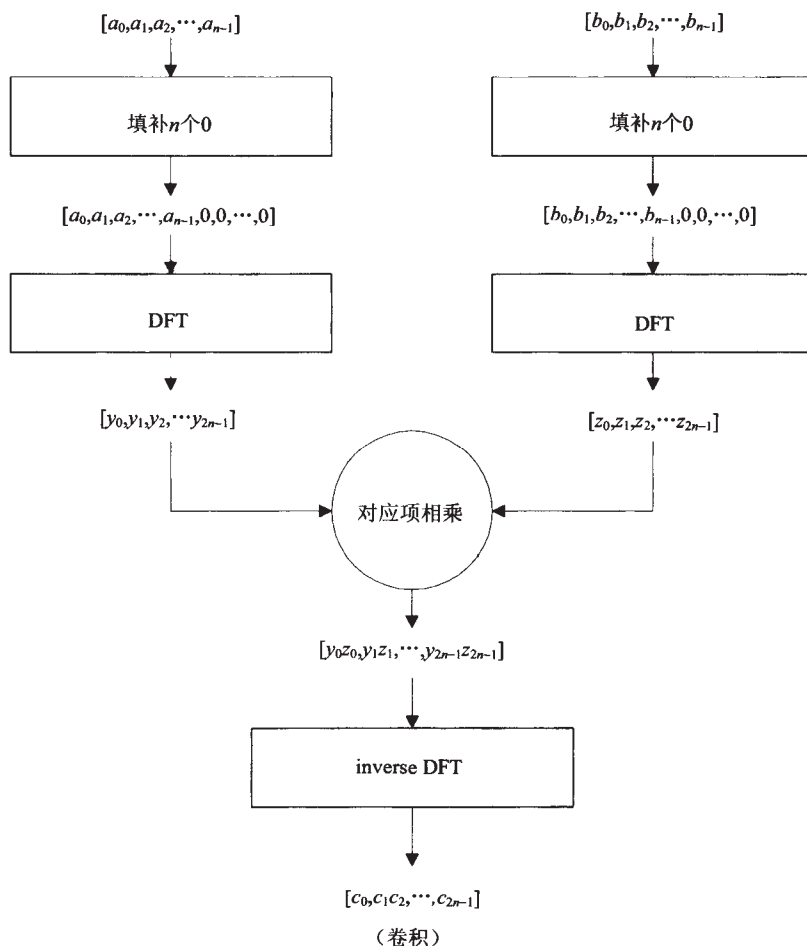 [a₀,a₁,a₂,⋯,aₙ₋₁]
[b₀,b₁,b₂,⋯,bₙ₋₁]
填补n个0
填补n个0
[a₀,a₁,a₂,⋯,aₙ₋₁,0,0,⋯,0]
[b₀,b₁,b₂,⋯,bₙ₋₁,0,0,⋯,0]
DFT
DFT
[y₀,y₁,y₂,⋯y₂ₙ₋₁]
[z₀,z₁,z₂,⋯z₂ₙ₋₁]
对应项相乘
[y₀z₀,y₁z₁,⋯,y₂ₙ₋₁z₂ₙ₋₁]
inverse DFT
[c₀,c₁c₂,⋯,c₂ₙ₋₁]
（卷积）